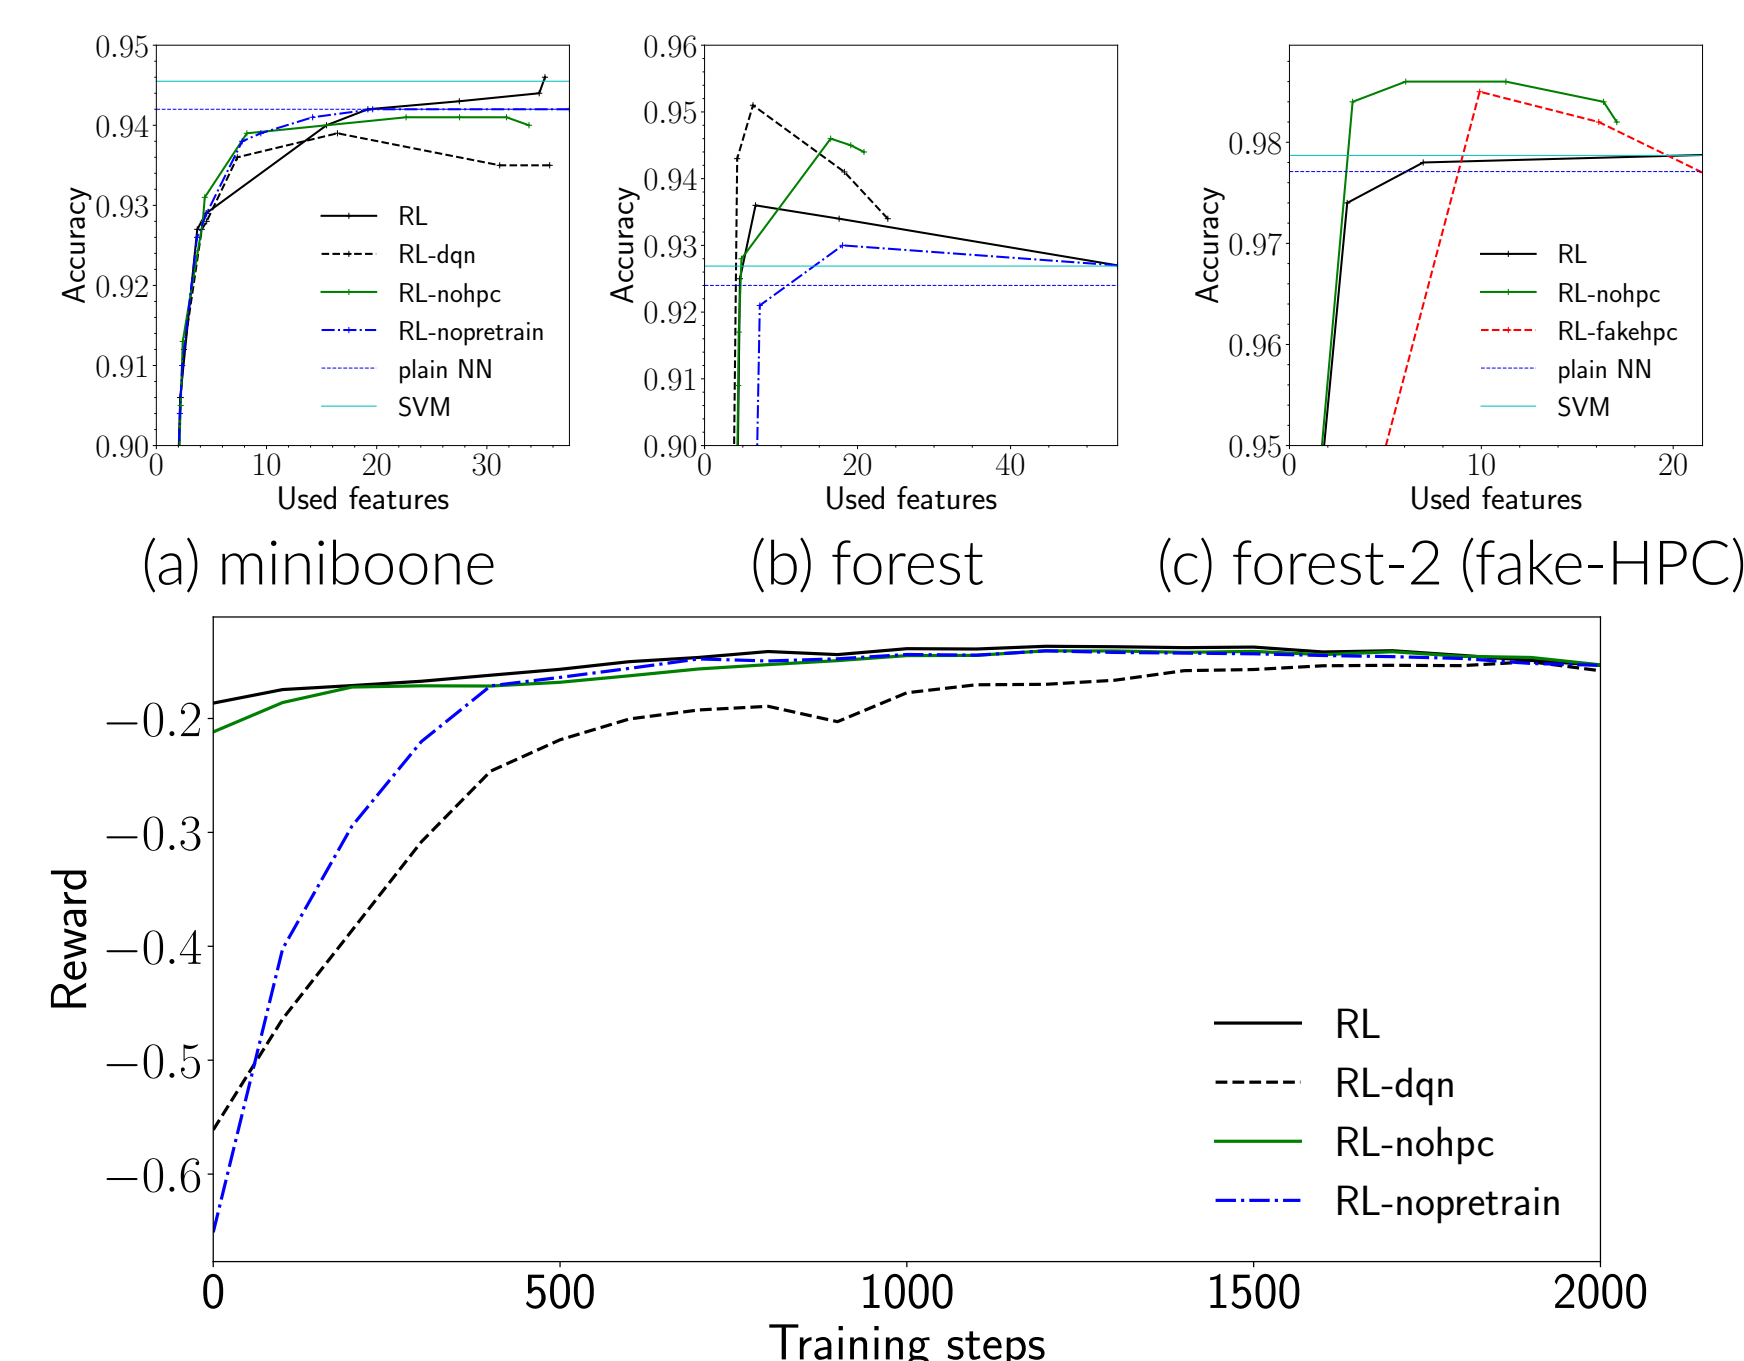 0.95
0.94
0.93
0.92
0.91
0.90
Accuracy
0 10 20 30
Used features
RL
RL-dqn
RL-nohpc
RL-nopretrain
plain NN
SVM
(a) miniboone
0.96
0.95
0.94
0.93
0.92
0.91
0.90
Accuracy
0 20 40
Used features
(b) forest
0.98
0.97
0.96
0.95
Accuracy
0 10 20
Used features
RL
RL-nohpc
RL-fakehpc
plain NN
SVM
(c) forest-2 (fake-HPC)
−0.2
−0.3
−0.4
−0.5
−0.6
Reward
RL
RL-dqn
RL-nohpc
RL-nopretrain
0 500 1000 1500 2000
Training steps